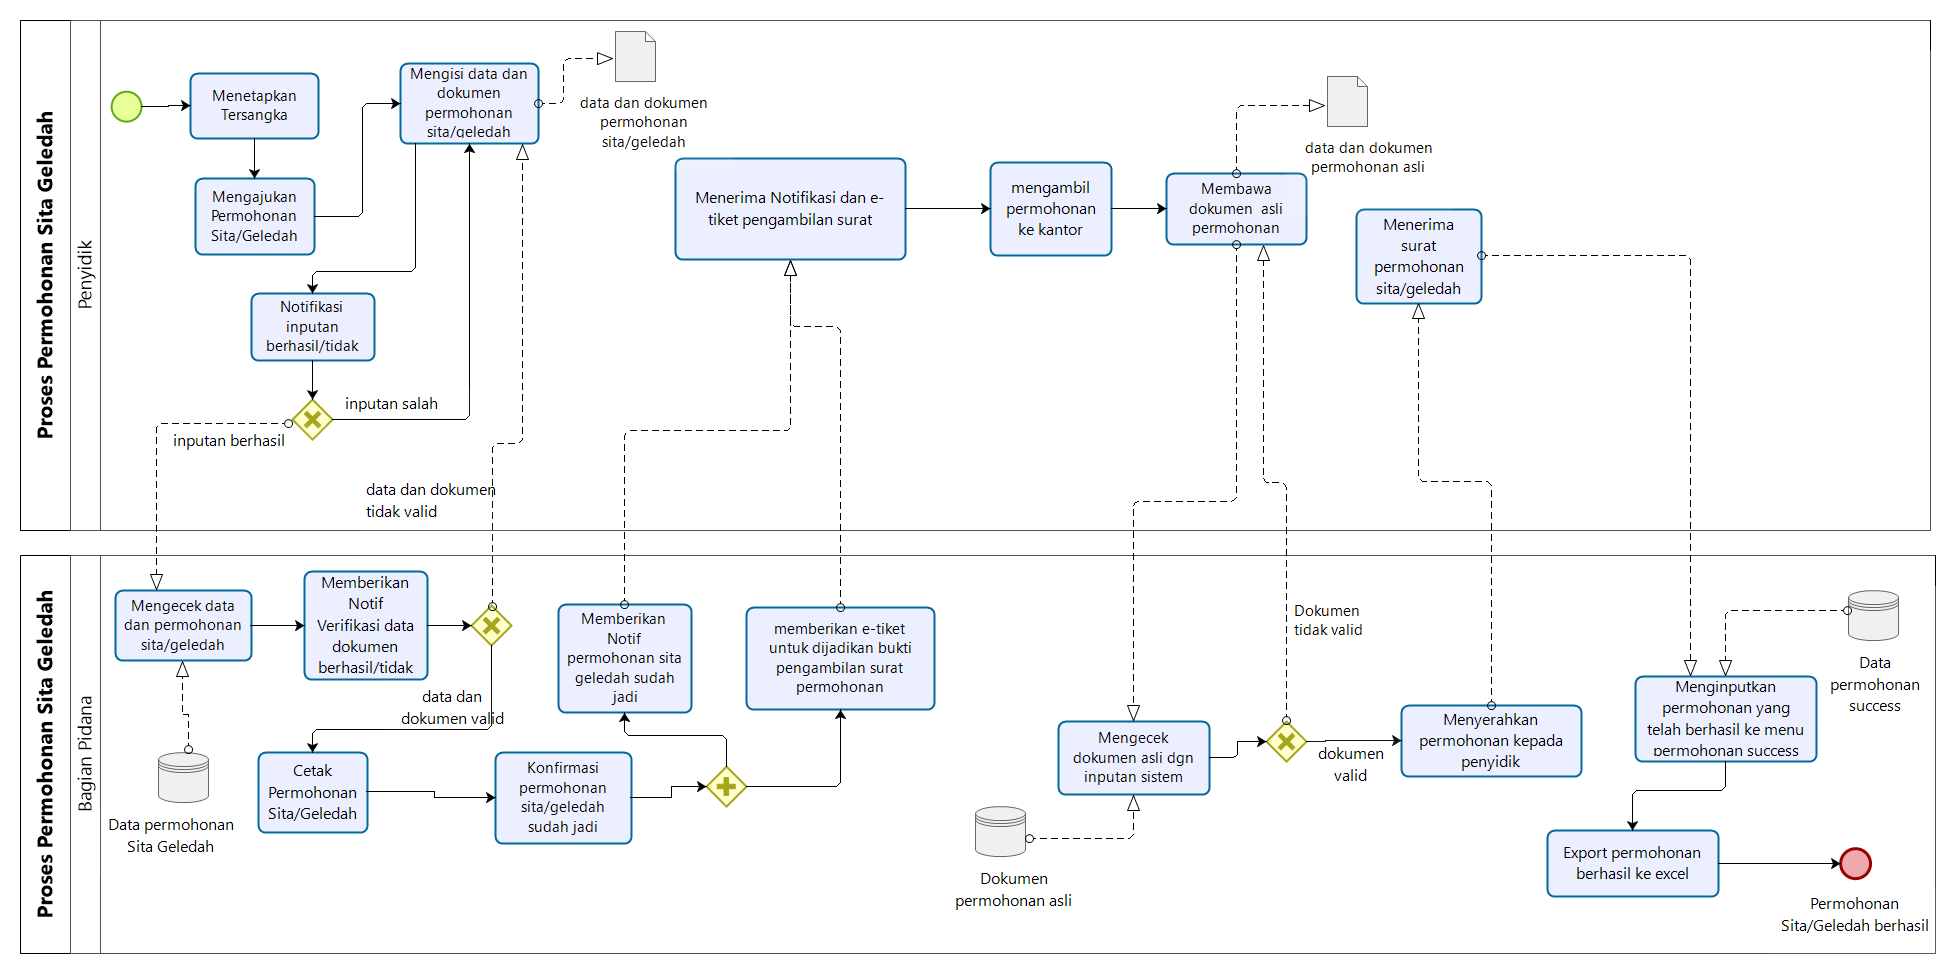 Proses Permohonan Sita Geledah
Penyidik
Menetapkan
Tersangka
Mengajukan
Permohonan
Sita/Geledah
Mengisi data dan
dokumen
permohonan
sita/geledah
data dan dokumen
permohonan
sita/geledah
Notifikasi
inputan
berhasil/tidak
inputan salah
inputan berhasil
data dan dokumen
tidak valid
Menerima Notifikasi dan e-
tiket pengambilan surat
mengambil
permohonan
ke kantor
Membawa
dokumen asli
permohonan
data dan dokumen
permohonan asli
Menerima
surat
permohonan
sita/geledah
Proses Permohonan Sita Geledah
Bagian Pidana
Mengecek data
dan permohonan
sita/geledah
Memberikan
Notif
Verifikasi data
dokumen
berhasil/tidak
data dan
dokumen valid
Data permohonan
Sita Geledah
Cetak
Permohonan
Sita/Geledah
Konfirmasi
permohonan
sita/geledah
sudah jadi
Memberikan
Notif
permohonan sita
geledah sudah
jadi
memberikan e-tiket
untuk dijadikan bukti
pengambilan surat
permohonan
Dokumen
permohonan asli
Mengecek
dokumen asli dgn
inputan sistem
Dokumen
tidak valid
dokumen
valid
Menyerahkan
permohonan kepada
penyidik
Menginputkan
permohonan yang
telah berhasil ke menu
permohonan success
Data
permohonan
success
Export permohonan
berhasil ke excel
Permohonan
Sita/Geledah berhasil